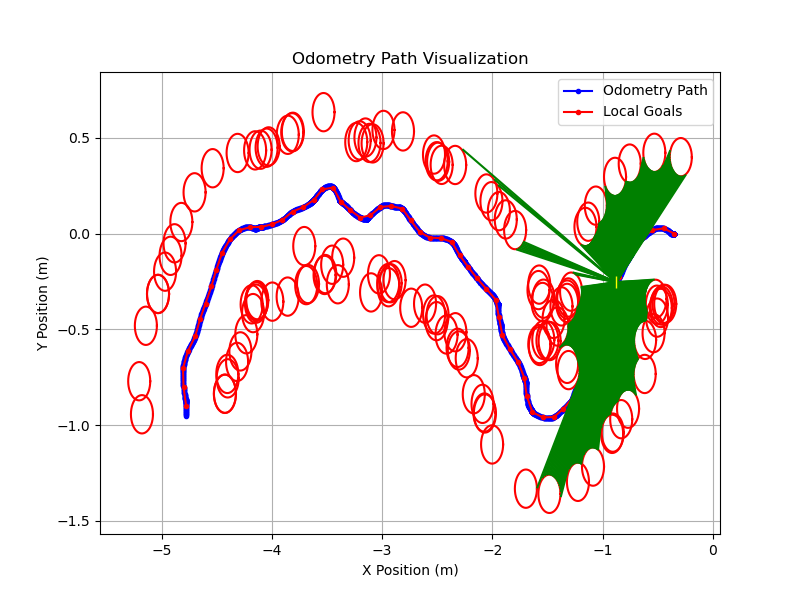 Odometry Path Visualization
Odometry Path
Local Goals
Y Position (m)
0.5
0.0
−0.5
−1.0
−1.5
−5 −4 −3 −2 −1 0
X Position (m)